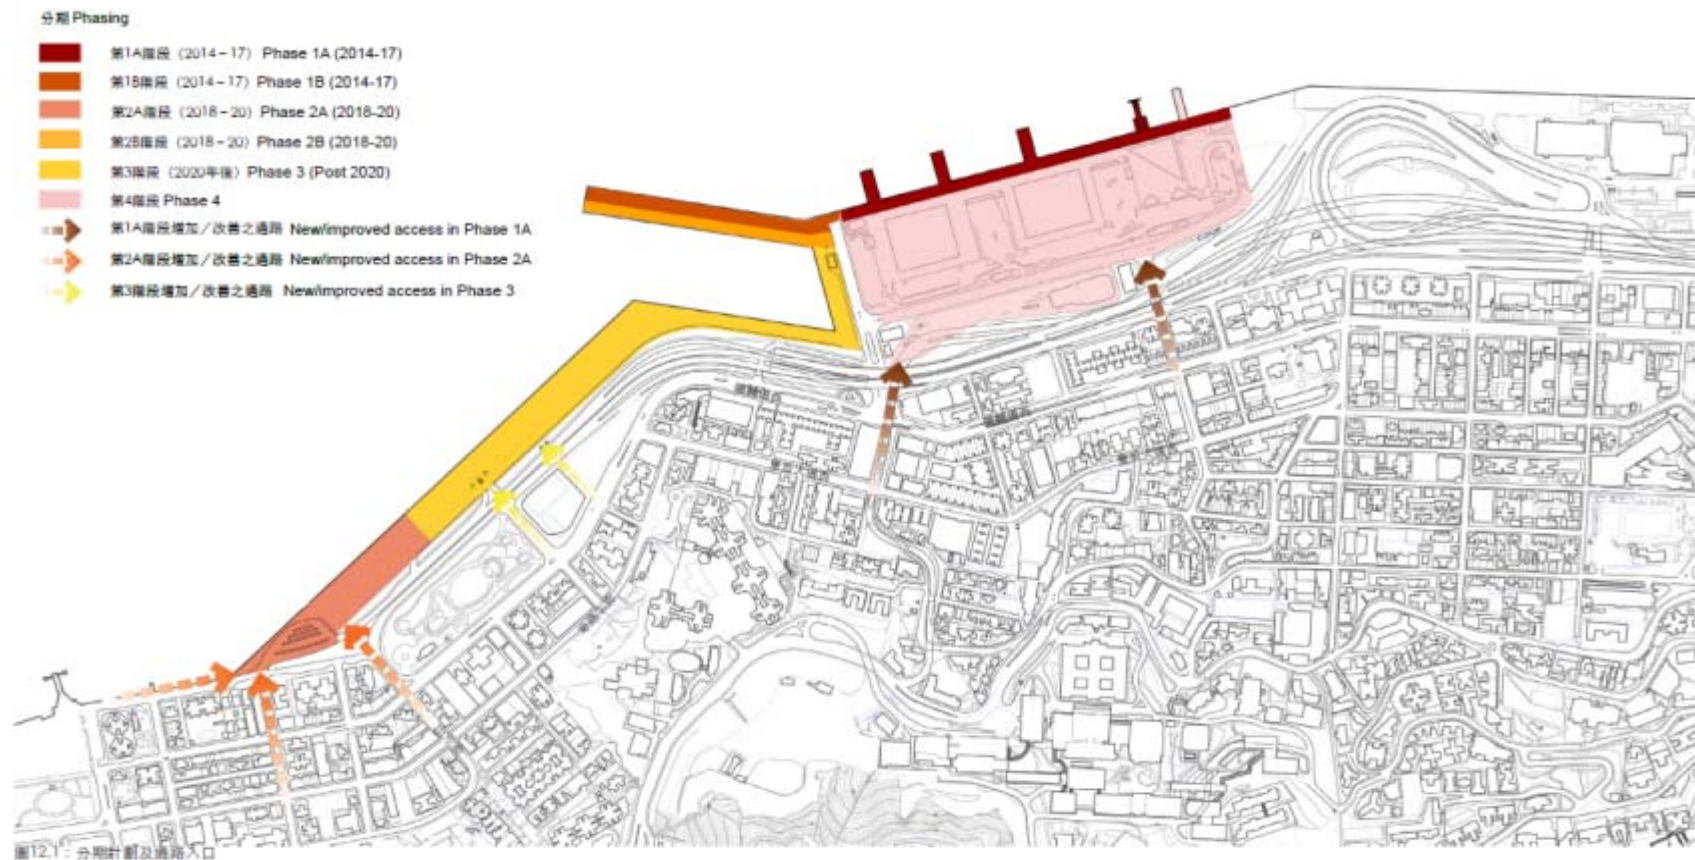 分期 Phasing
第1A階段（2014－17） Phase 1A (2014-17)
第1B階段（2014－17） Phase 1B (2014-17)
第2A階段（2018－20） Phase 2A (2018-20)
第2B階段（2018－20） Phase 2B (2018-20)
第3階段（2020年後） Phase 3 (Post 2020)
第4階段 Phase 4
第1A階段增加／改善之通路 New/improved access in Phase 1A
第2A階段增加／改善之通路 New/improved access in Phase 2A
第3階段增加／改善之通路 New/improved access in Phase 3
圖12.1：分期計劃及通路入口